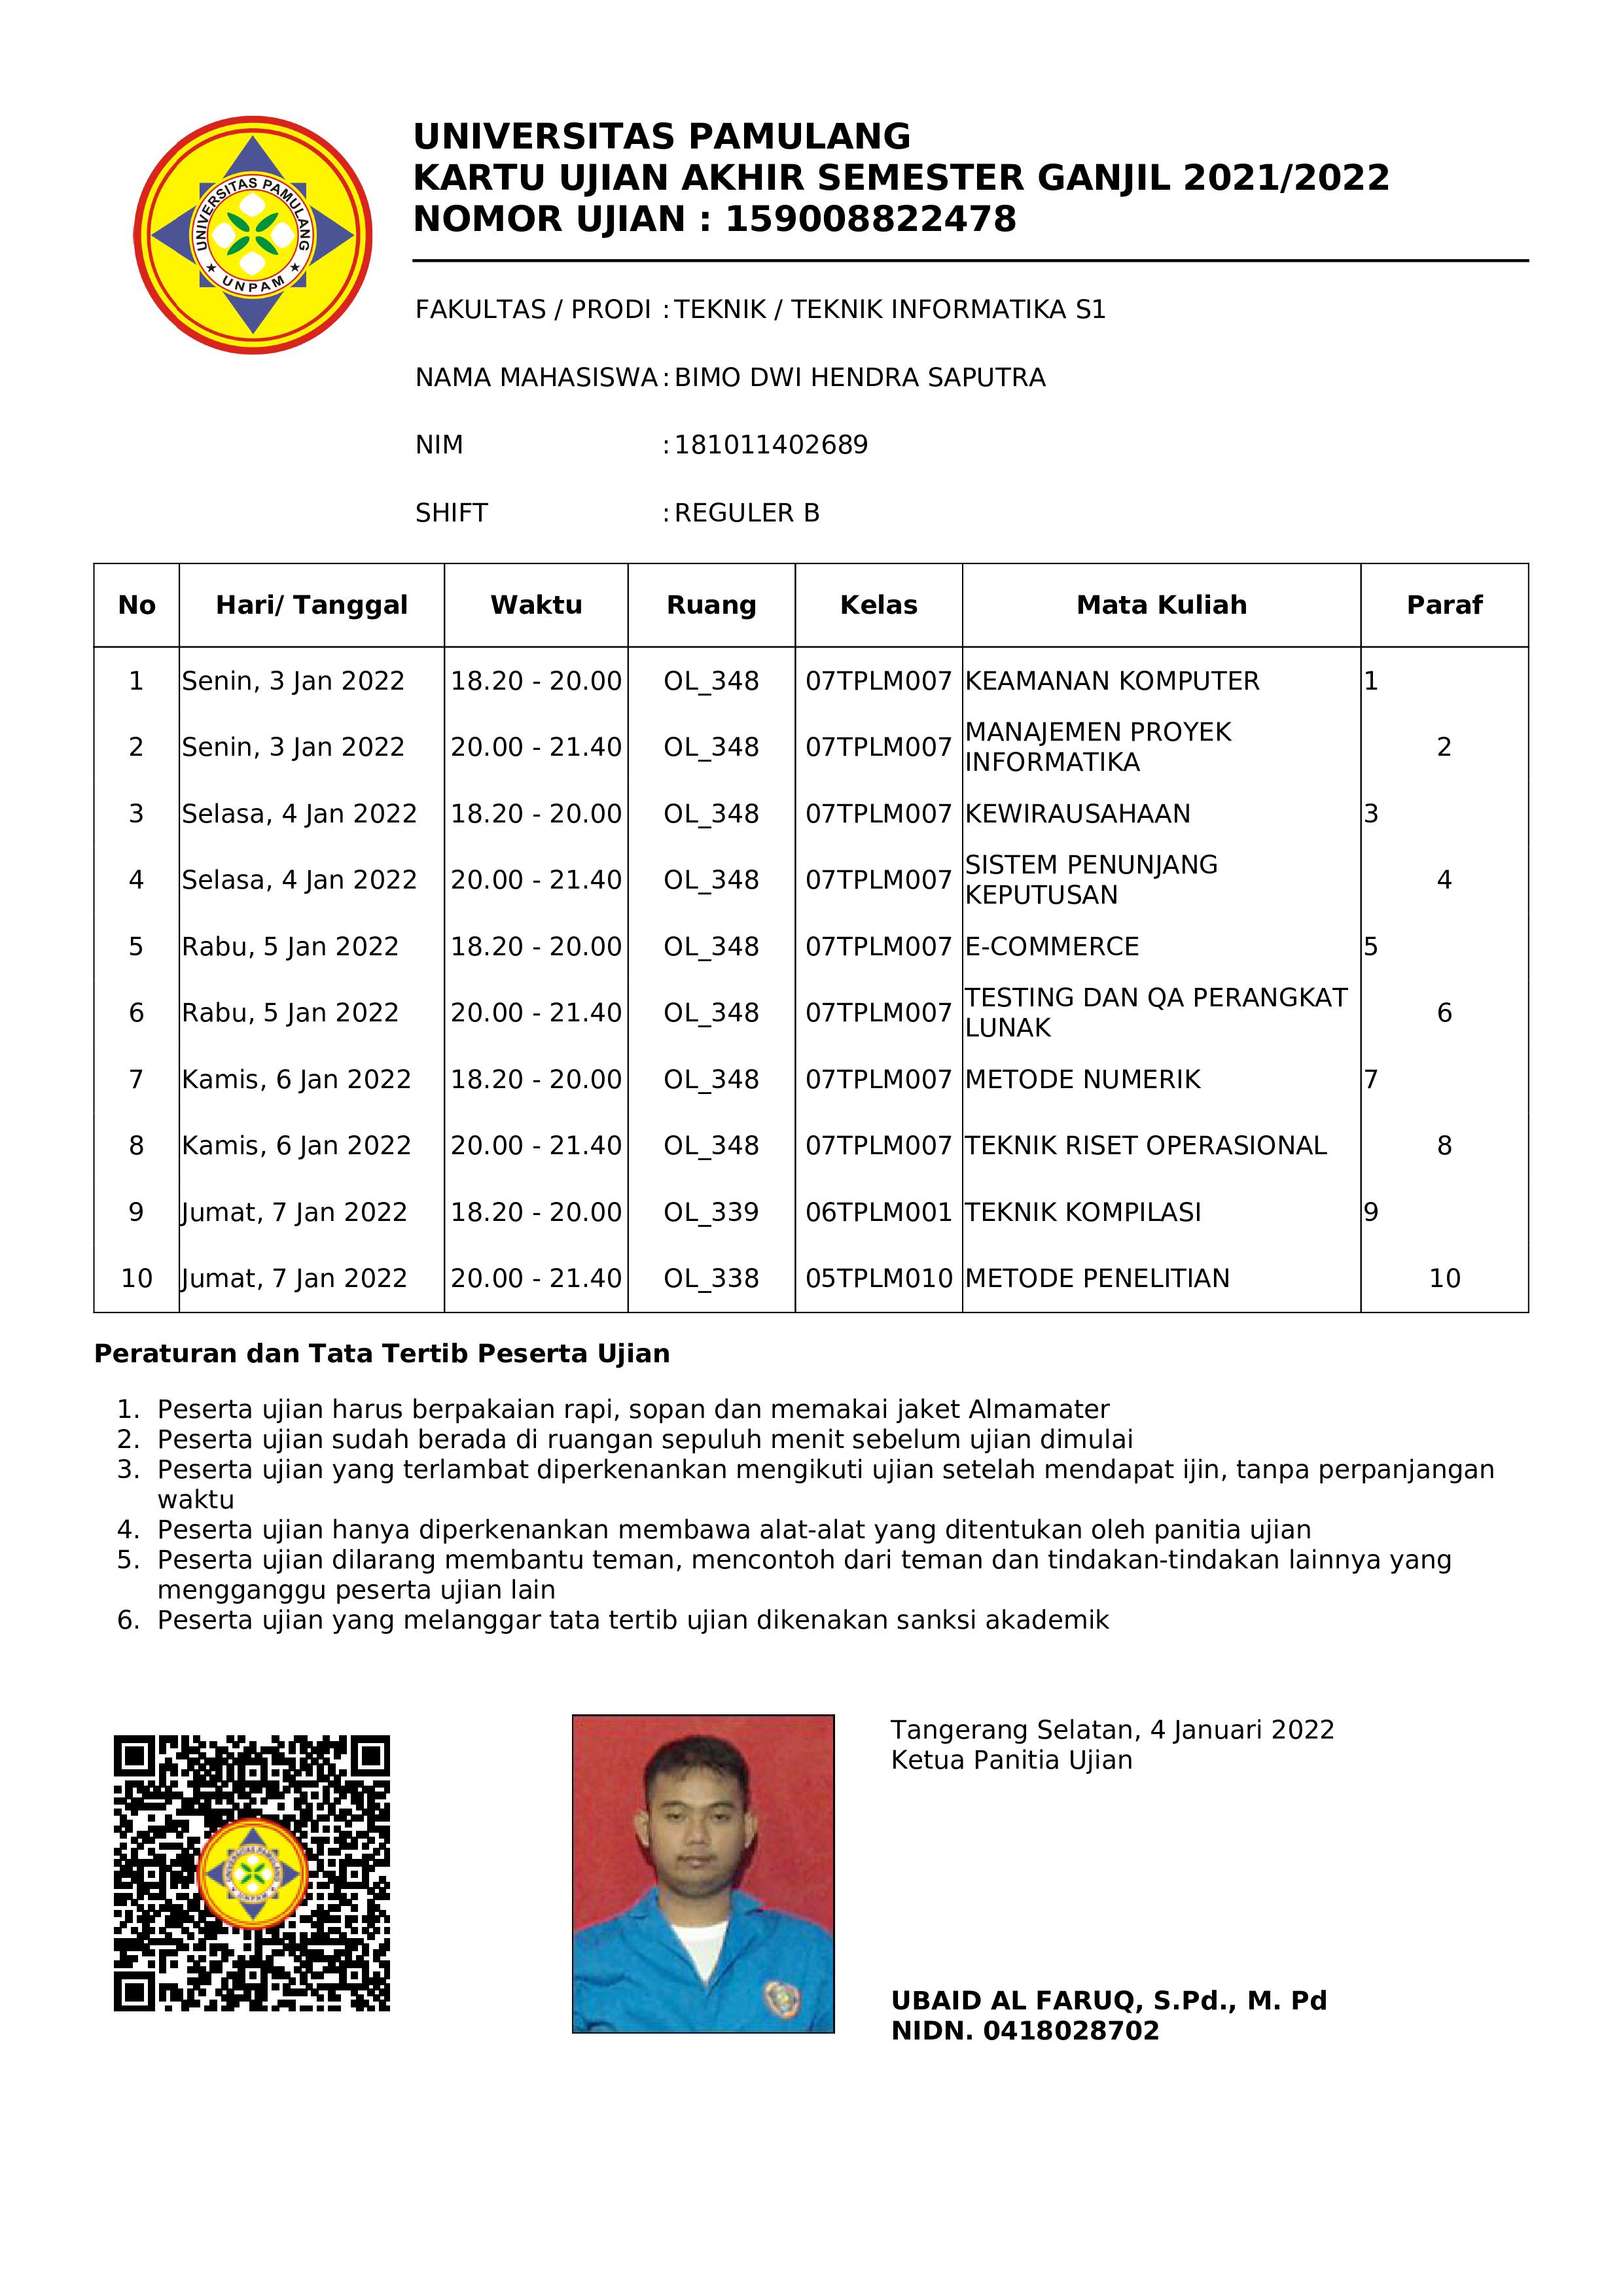 UNIVERSITAS PAMULANG
UNPAM
UNIVERSITAS PAMULANG
KARTU UJIAN AKHIR SEMESTER GANJIL 2021/2022
NOMOR UJIAN : 159008822478
FAKULTAS / PRODI : TEKNIK / TEKNIK INFORMATIKA S1
NAMA MAHASISWA : BIMO DWI HENDRA SAPUTRA
NIM : 181011402689
SHIFT : REGULER B
No Hari/ Tanggal Waktu Ruang Kelas Mata Kuliah Paraf
1 Senin, 3 Jan 2022 18.20 - 20.00 OL_348 07TPLM007 KEAMANAN KOMPUTER 1
2 Senin, 3 Jan 2022 20.00 - 21.40 OL_348 07TPLM007 MANAJEMEN PROYEK
INFORMATIKA 2
3 Selasa, 4 Jan 2022 18.20 - 20.00 OL_348 07TPLM007 KEWIRAUSAHAAN 3
4 Selasa, 4 Jan 2022 20.00 - 21.40 OL_348 07TPLM007 SISTEM PENUNJANG
KEPUTUSAN 4
5 Rabu, 5 Jan 2022 18.20 - 20.00 OL_348 07TPLM007 E-COMMERCE 5
6 Rabu, 5 Jan 2022 20.00 - 21.40 OL_348 07TPLM007 TESTING DAN QA PERANGKAT
LUNAK 6
7 Kamis, 6 Jan 2022 18.20 - 20.00 OL_348 07TPLM007 METODE NUMERIK 7
8 Kamis, 6 Jan 2022 20.00 - 21.40 OL_348 07TPLM007 TEKNIK RISET OPERASIONAL 8
9 Jumat, 7 Jan 2022 18.20 - 20.00 OL_339 06TPLM001 TEKNIK KOMPILASI 9
10 Jumat, 7 Jan 2022 20.00 - 21.40 OL_338 05TPLM010 METODE PENELITIAN 10
Peraturan dan Tata Tertib Peserta Ujian
1. Peserta ujian harus berpakaian rapi, sopan dan memakai jaket Almamater
2. Peserta ujian sudah berada di ruangan sepuluh menit sebelum ujian dimulai
3. Peserta ujian yang terlambat diperkenankan mengikuti ujian setelah mendapat ijin, tanpa perpanjangan
waktu
4. Peserta ujian hanya diperkenankan membawa alat-alat yang ditentukan oleh panitia ujian
5. Peserta ujian dilarang membantu teman, mencontoh dari teman dan tindakan-tindakan lainnya yang
mengganggu peserta ujian lain
6. Peserta ujian yang melanggar tata tertib ujian dikenakan sanksi akademik
UNIVERSITAS PAMULANG
UNPAM
Tangerang Selatan, 4 Januari 2022
Ketua Panitia Ujian
UBAID AL FARUQ, S.Pd., M. Pd
NIDN. 0418028702